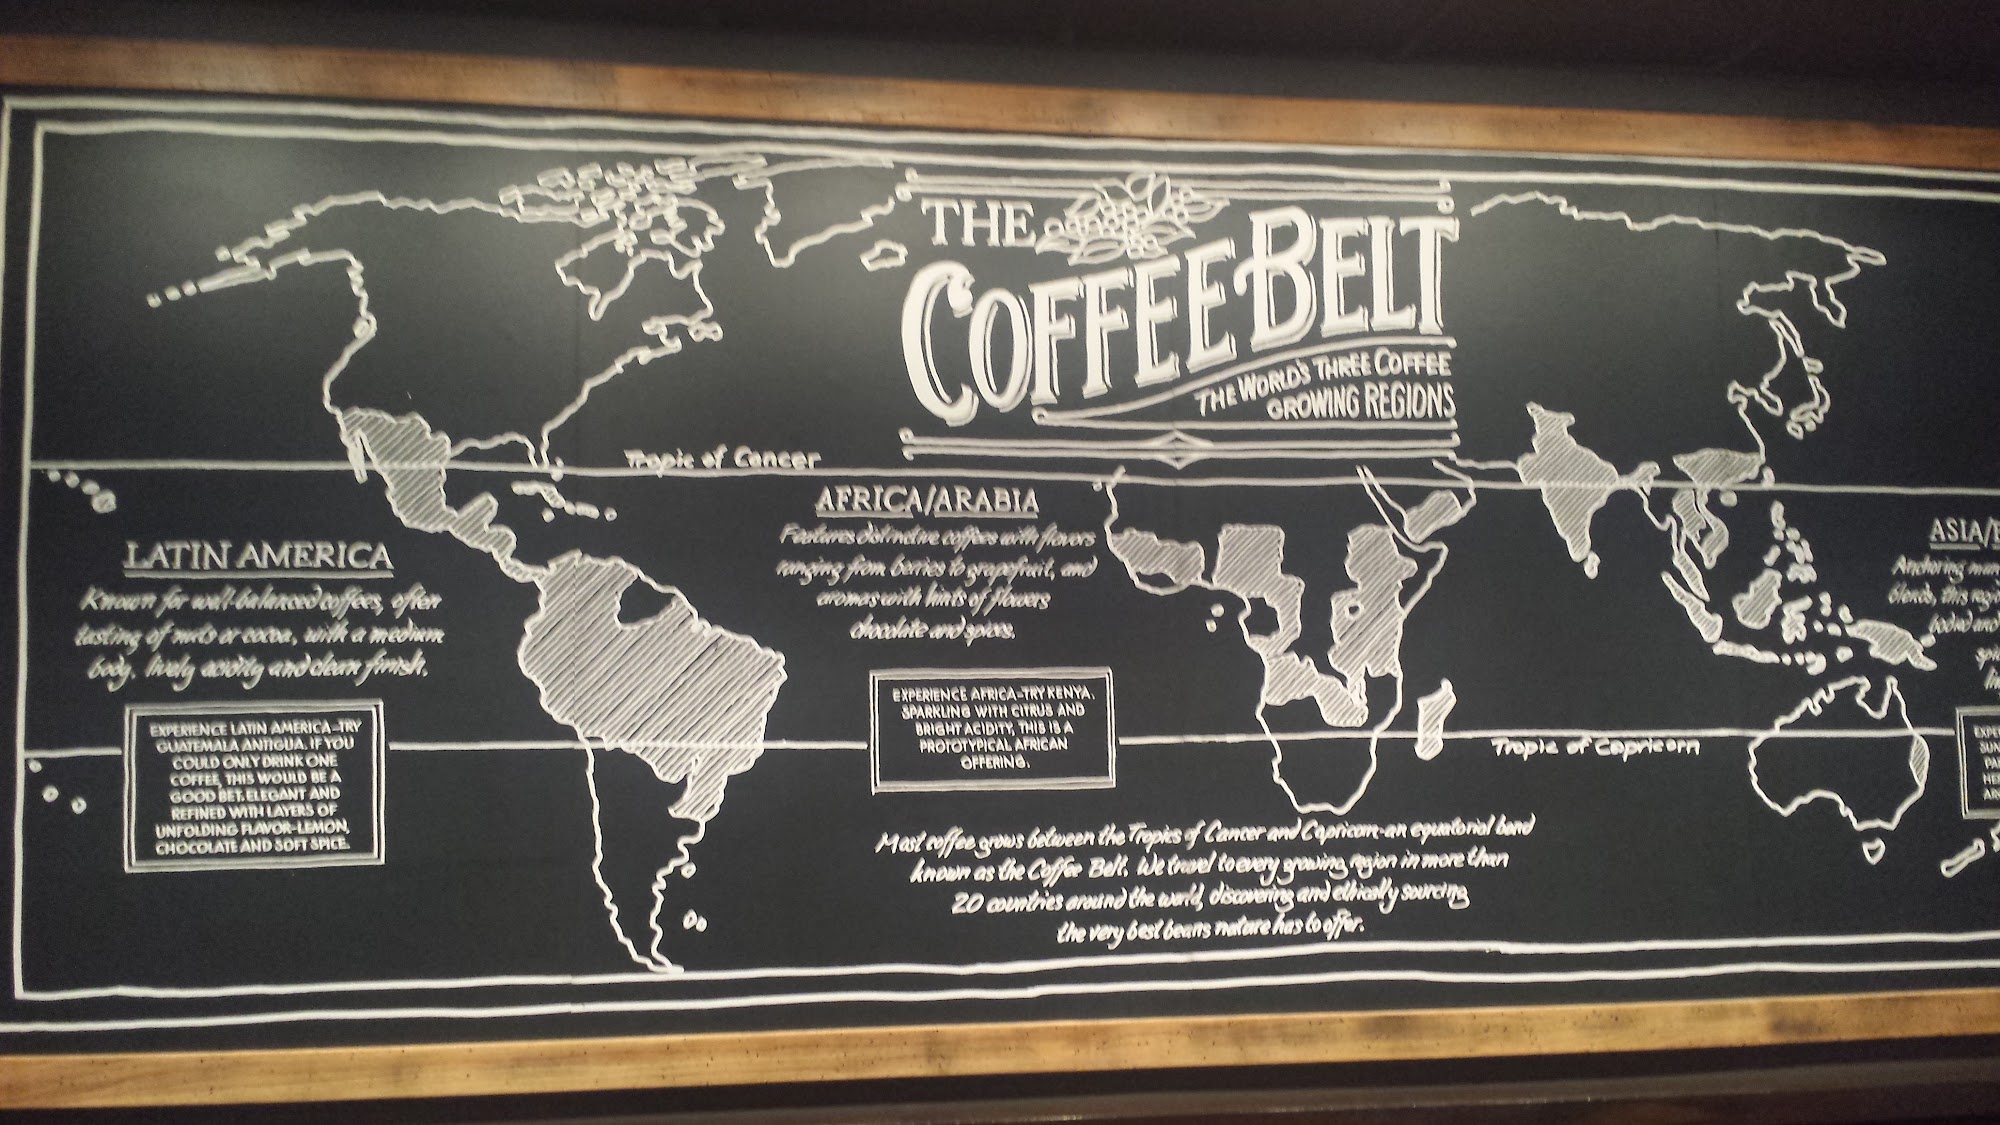 THE
COFFEE BELT
THE WORLD'S THREE COFFEE
GROWING REGIONS
Tropic of Cancer
LATIN AMERICA
Known for well-balanced coffees, often
tasting of nuts or cocoa, with a medium
body, lively acidity and clean finish.
EXPERIENCE LATIN AMERICA–TRY
GUATEMALA ANTIGUA. IF YOU
COULD ONLY DRINK ONE
COFFEE, THIS WOULD BE A
GOOD BET. ELEGANT AND
REFINED WITH LAYERS OF
UNFOLDING FLAVOR–LEMON,
CHOCOLATE AND SOFT SPICE.
AFRICA/ARABIA
Features distinctive coffees with flavors
ranging from berries to grapefruit, and
aromas with hints of flowers
chocolate and spices.
EXPERIENCE AFRICA–TRY KENYA.
SPARKLING WITH CITRUS AND
BRIGHT ACIDITY, THIS IS A
PROTOTYPICAL AFRICAN
OFFERING.
Tropic of Capricorn
Most coffee grows between the Tropics of Cancer and Capricorn–an equatorial band
known as the Coffee Belt. We travel to every growing region in more than
20 countries around the world, discovering and ethically sourcing
the very best beans nature has to offer.
ASIA/
Anchoring
blends, this
bodied and